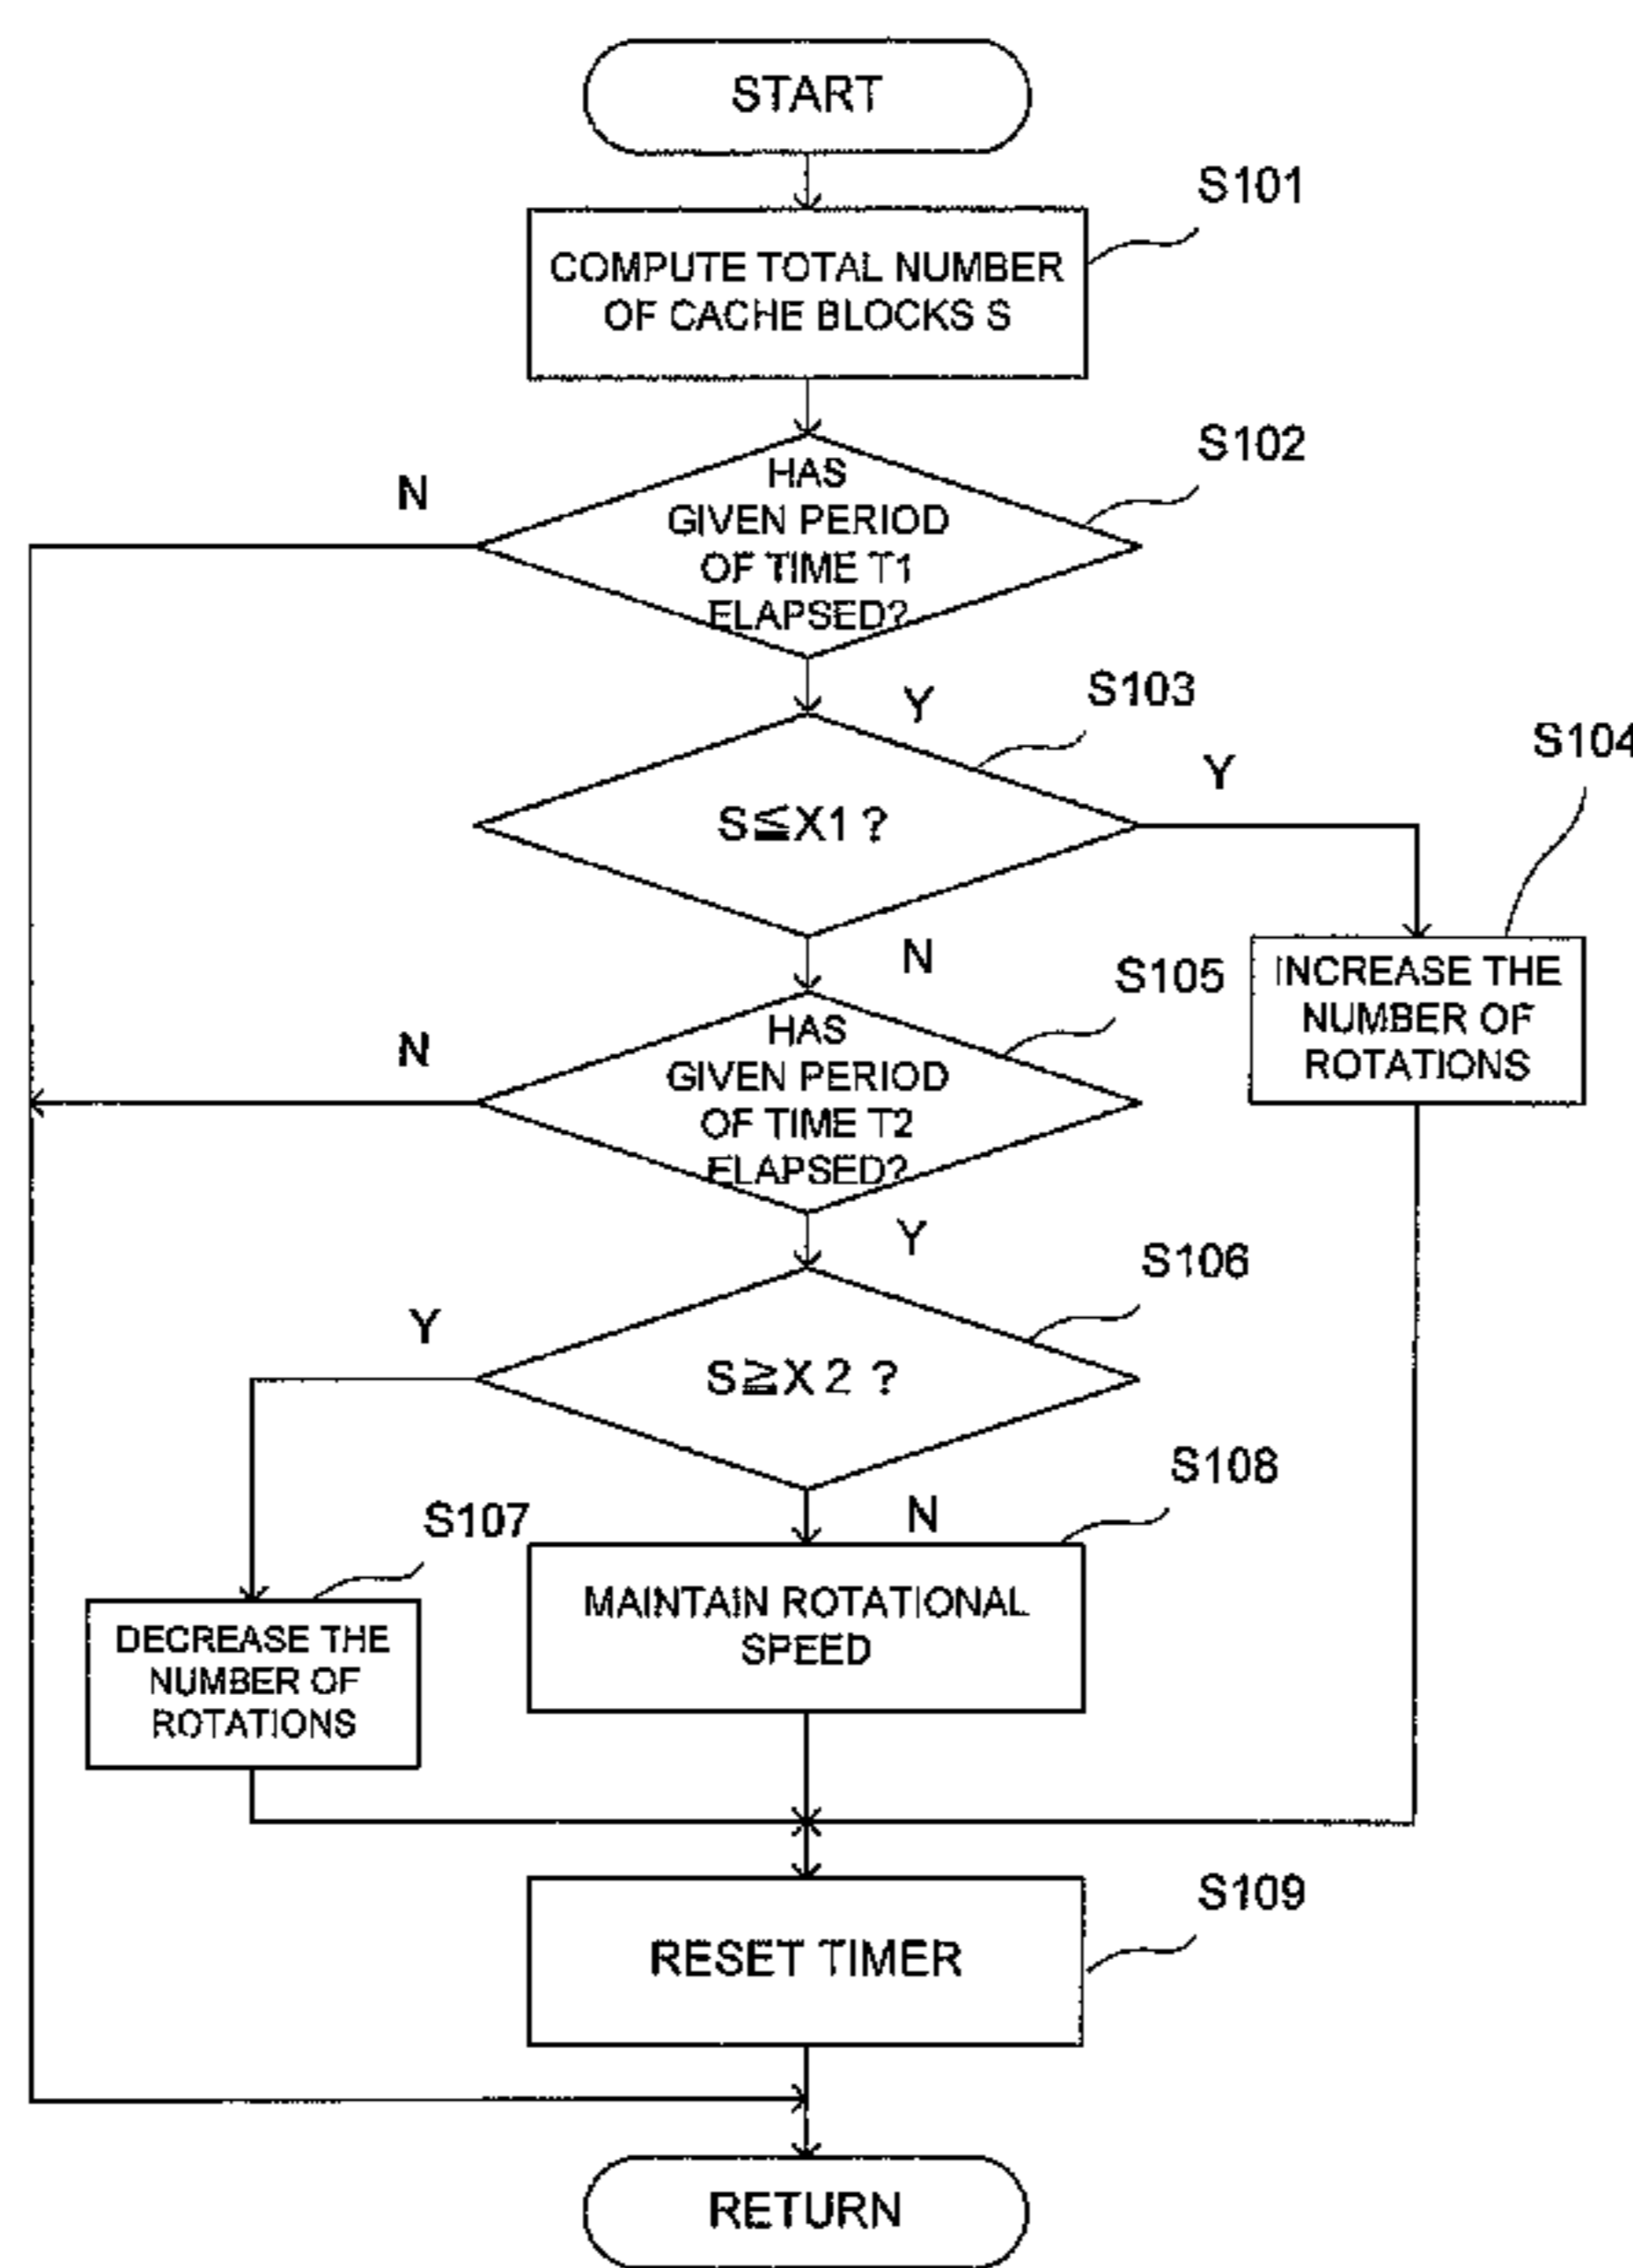 START
S101
COMPUTE TOTAL NUMBER
OF CACHE BLOCKS S
S102
N
HAS
GIVEN PERIOD
OF TIME T1
ELAPSED?
Y
S103
S104
Y
S≦X1?
N
S105
INCREASE THE
NUMBER OF
ROTATIONS
N
HAS
GIVEN PERIOD
OF TIME T2
ELAPSED?
Y
S106
Y
S≧X2 ?
S108
S107
N
MAINTAIN ROTATIONAL
SPEED
DECREASE THE
NUMBER OF
ROTATIONS
S109
RESET TIMER
RETURN